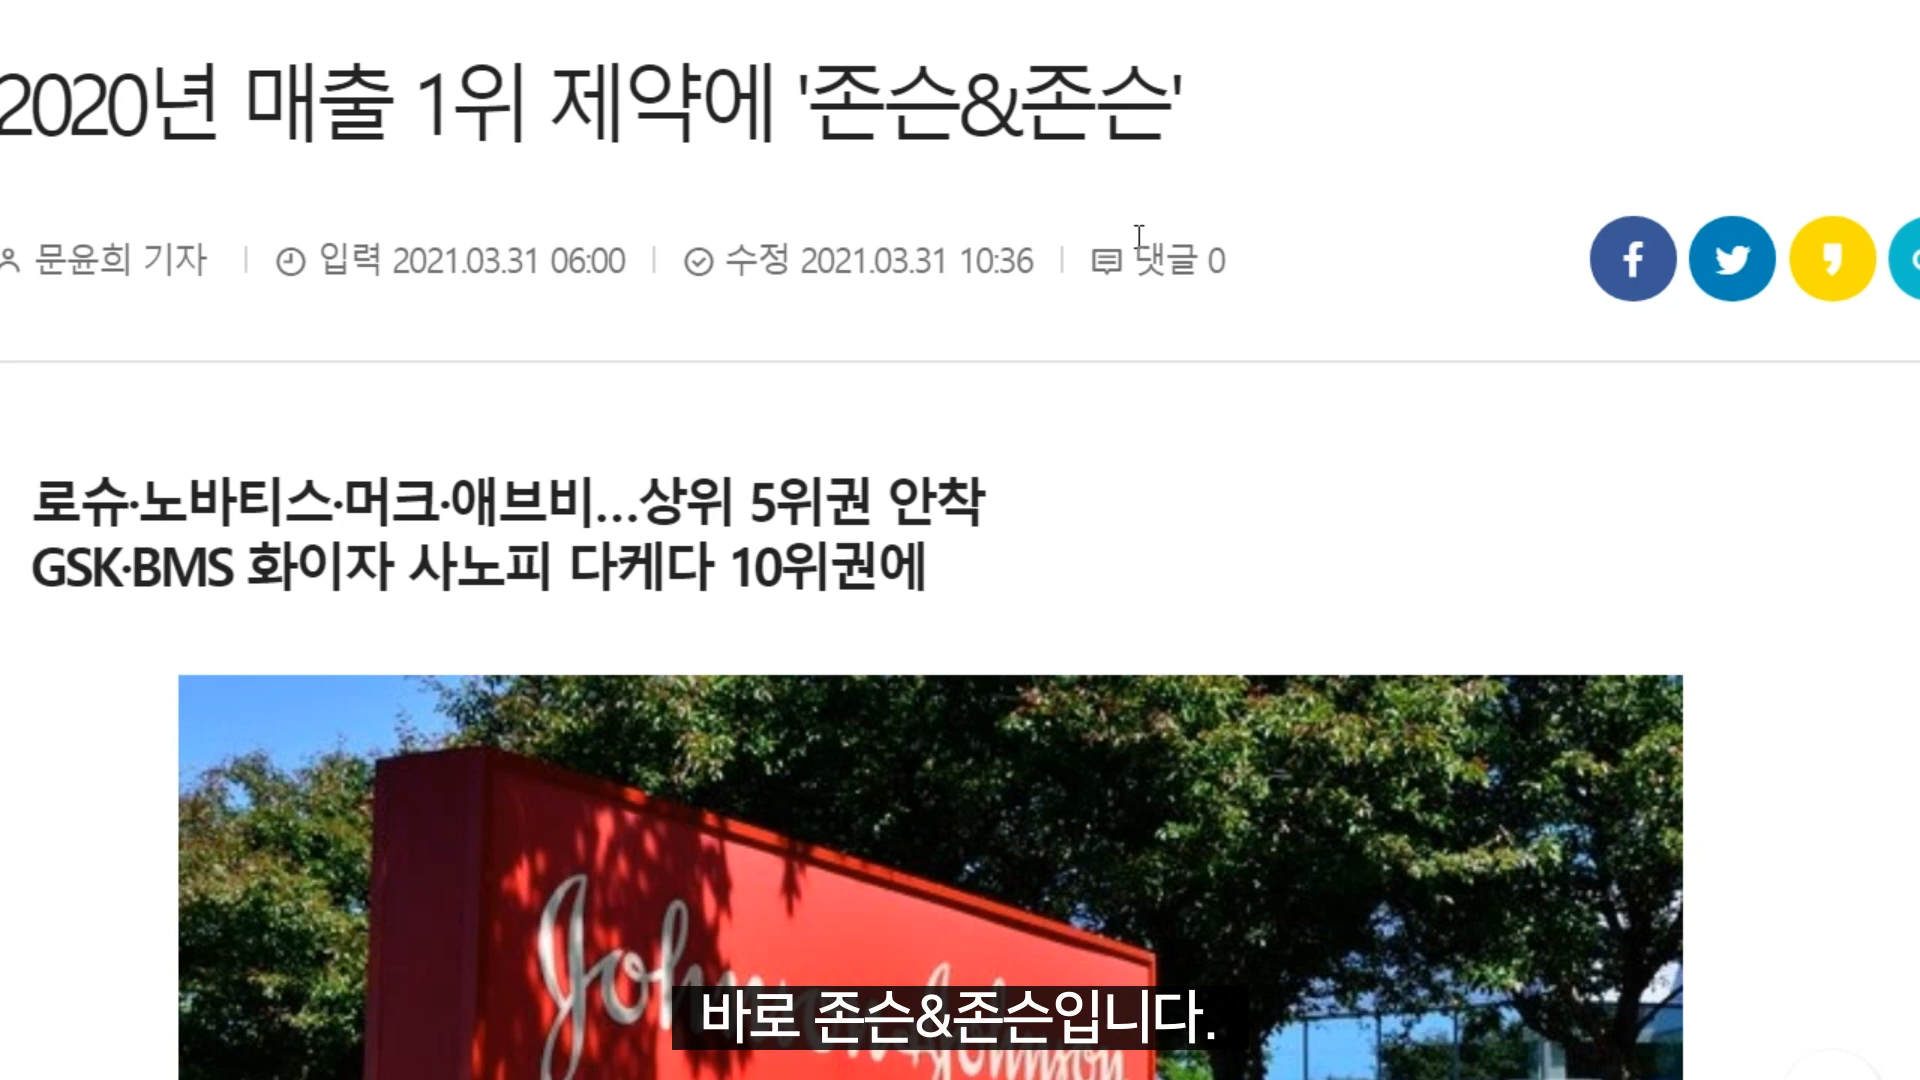 2020년 매출 1위 제약에 '존슨&존슨'
문윤희 기자 | 입력 2021.03.31 06:00 | 수정 2021.03.31 10:36 | 댓글 0
로슈·노바티스·머크·애브비...상위 5위권 안착
GSK·BMS 화이자 사노피 다케다 10위권에
Johnson & Johnson
바로 존슨&존슨입니다.